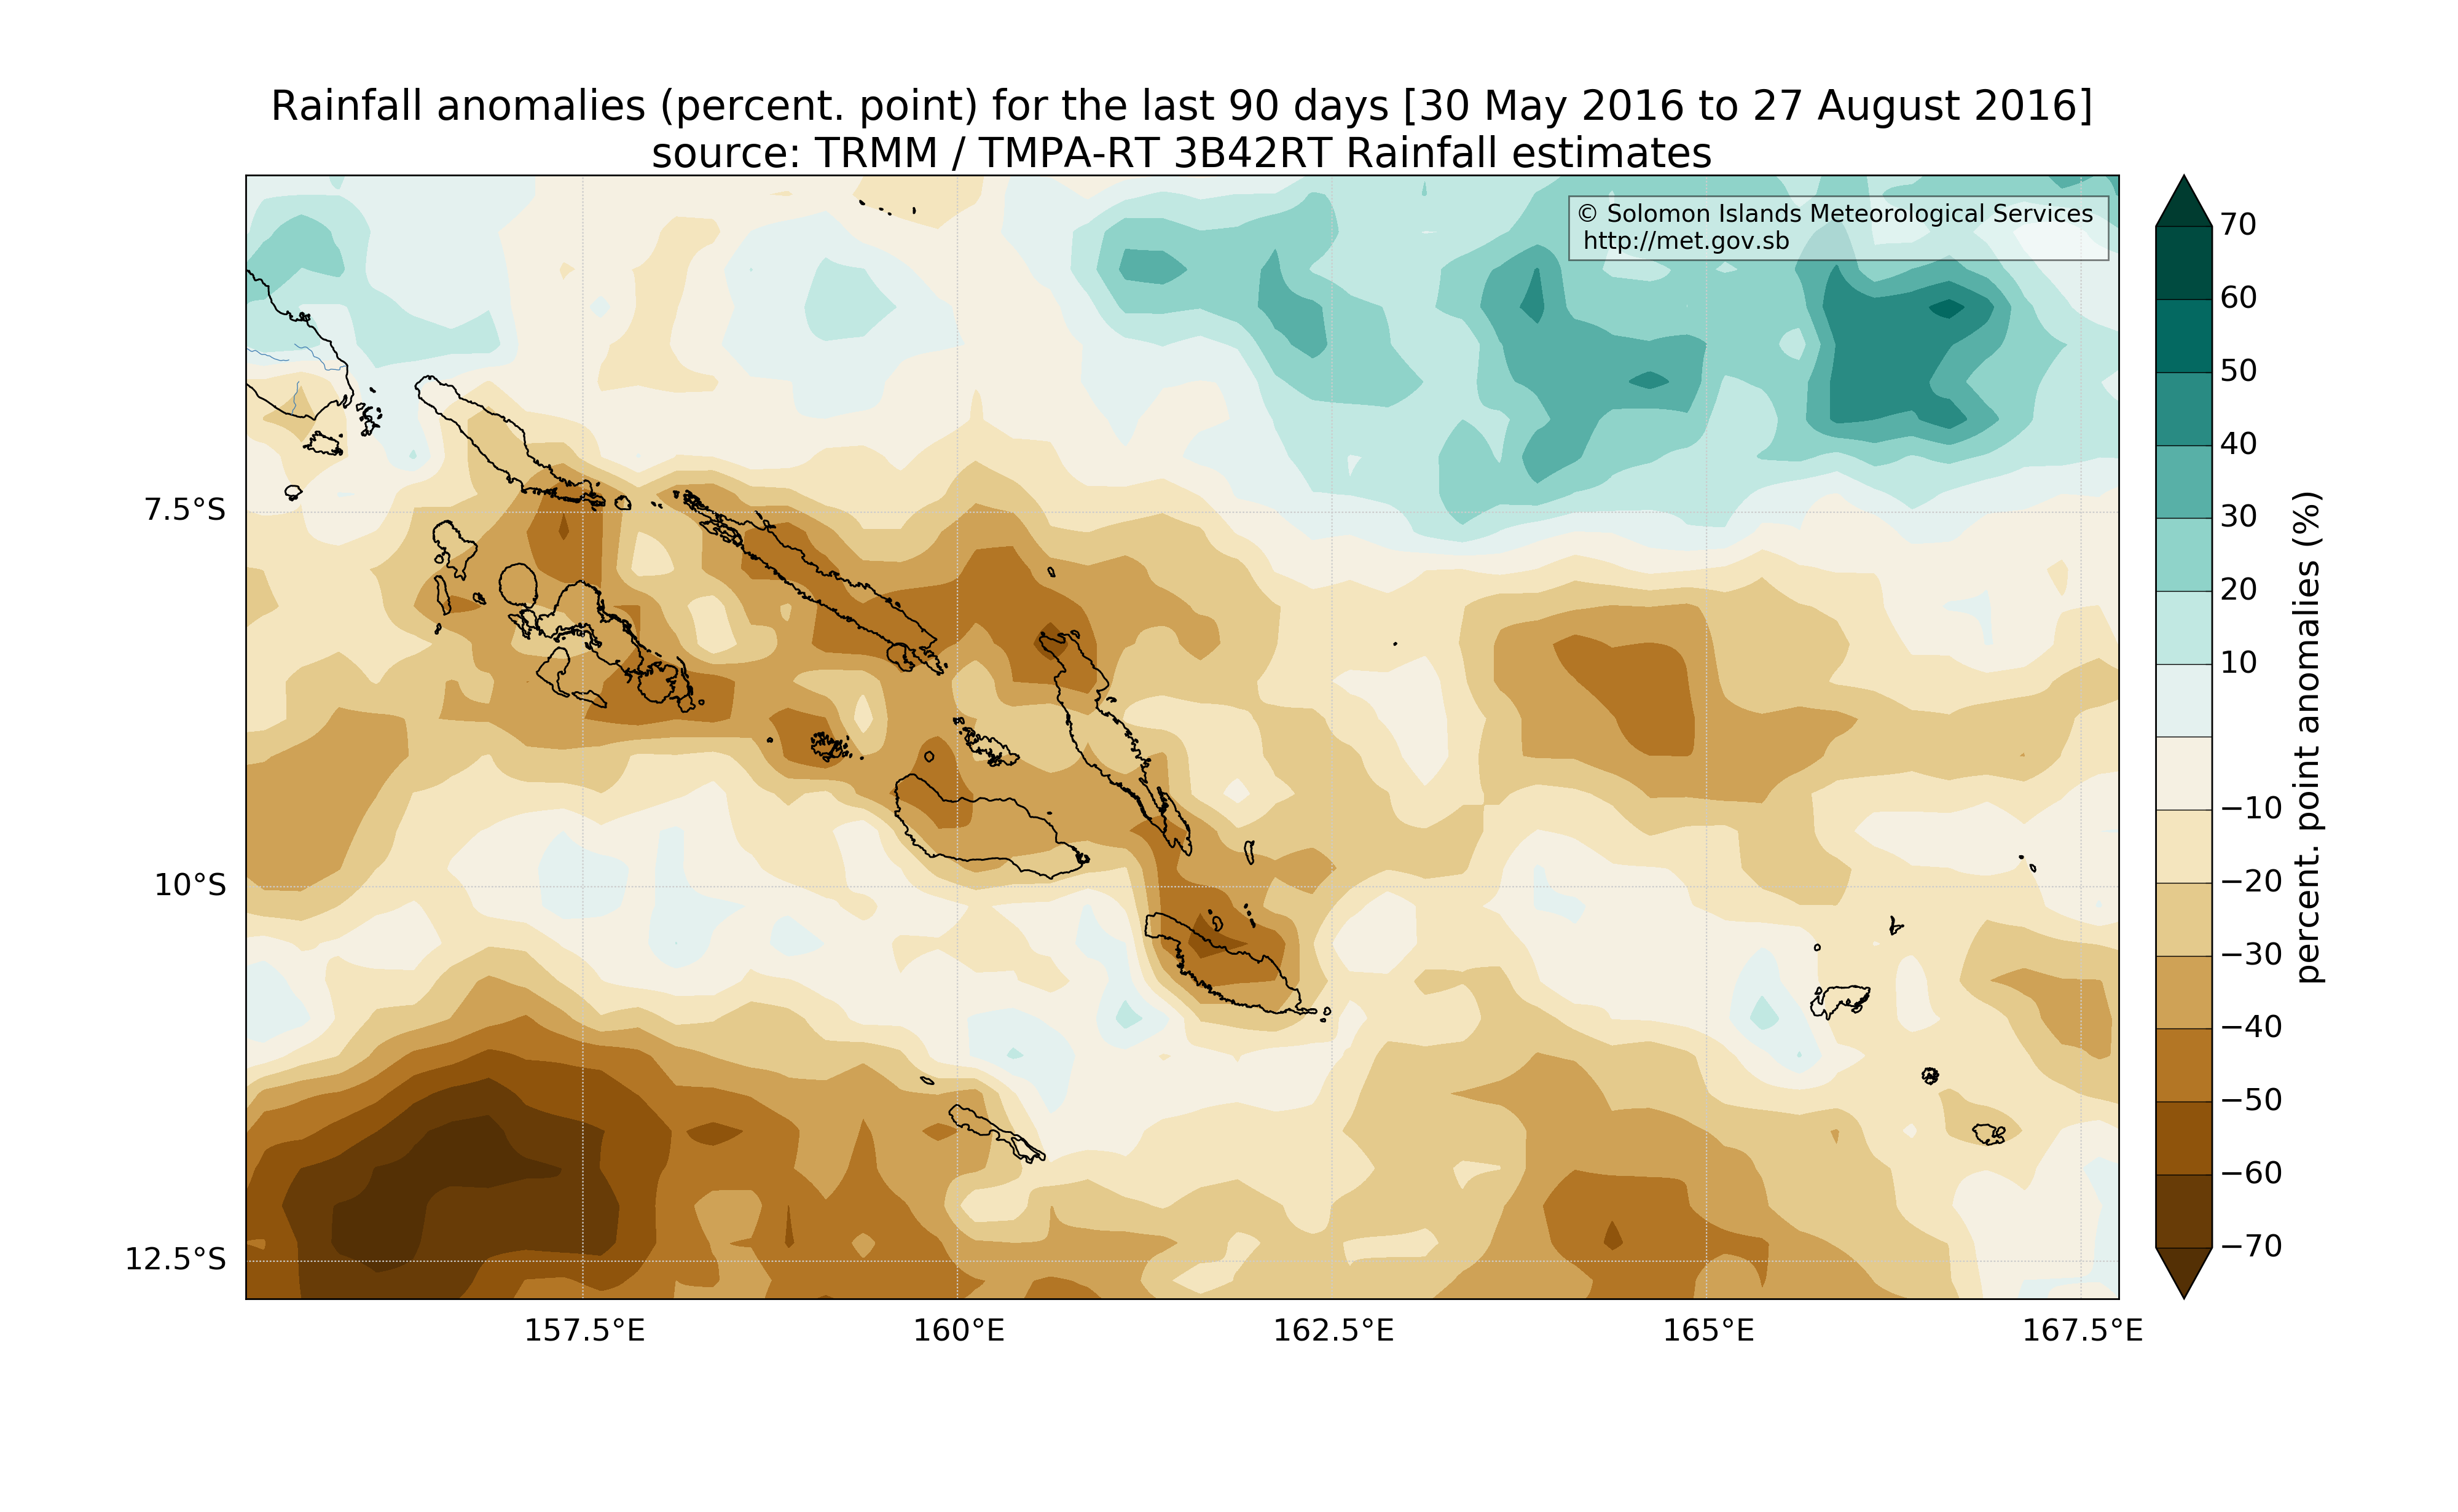 Rainfall anomalies (percent. point) for the last 90 days [30 May 2016 to 27 August 2016]
source: TRMM / TMPA-RT 3B42RT Rainfall estimates
© Solomon Islands Meteorological Services
http://met.gov.sb
7.5°S
10°S
12.5°S
157.5°E
160°E
162.5°E
165°E
167.5°E
70
60
50
40
30
20
10
−10
−20
−30
−40
−50
−60
−70
percent. point anomalies (%)